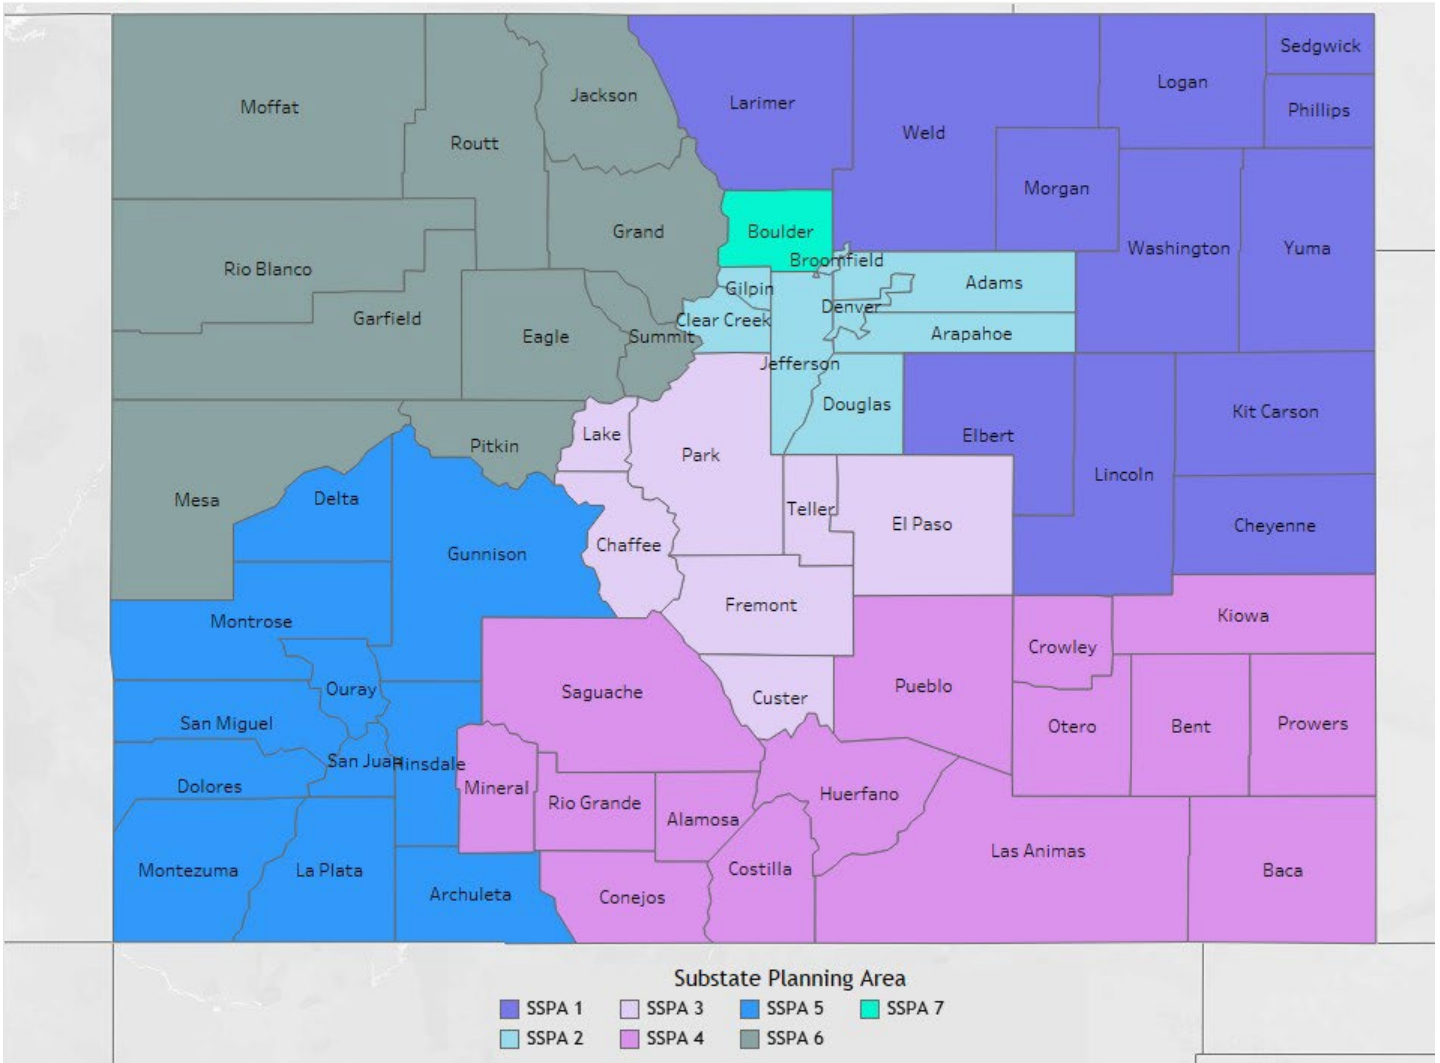 Sedgwick
Logan
Jackson
Larimer
Moffat
Phillips
Weld
Routt
Morgan
Grand
Boulder
Washington
Yuma
Broomfield
Rio Blanco
Adams
Gilpin
Denver
Garfield
Clear Creek
Eagle
Summit
Arapahoe
Jefferson
Douglas
Kit Carson
Lake
Elbert
Pitkin
Park
Lincoln
Mesa
Delta
Teller
El Paso
Cheyenne
Chaffee
Gunnison
Fremont
Kiowa
Montrose
Crowley
Pueblo
Ouray
Saguache
Custer
San Miguel
Otero
Bent
Prowers
San Juan
Hinsdale
Dolores
Mineral
Rio Grande
Huerfano
Alamosa
Las Animas
Montezuma
La Plata
Costilla
Baca
Archuleta
Conejos
Substate Planning Area
SSPA 1
SSPA 3
SSPA 5
SSPA 7
SSPA 2
SSPA 4
SSPA 6